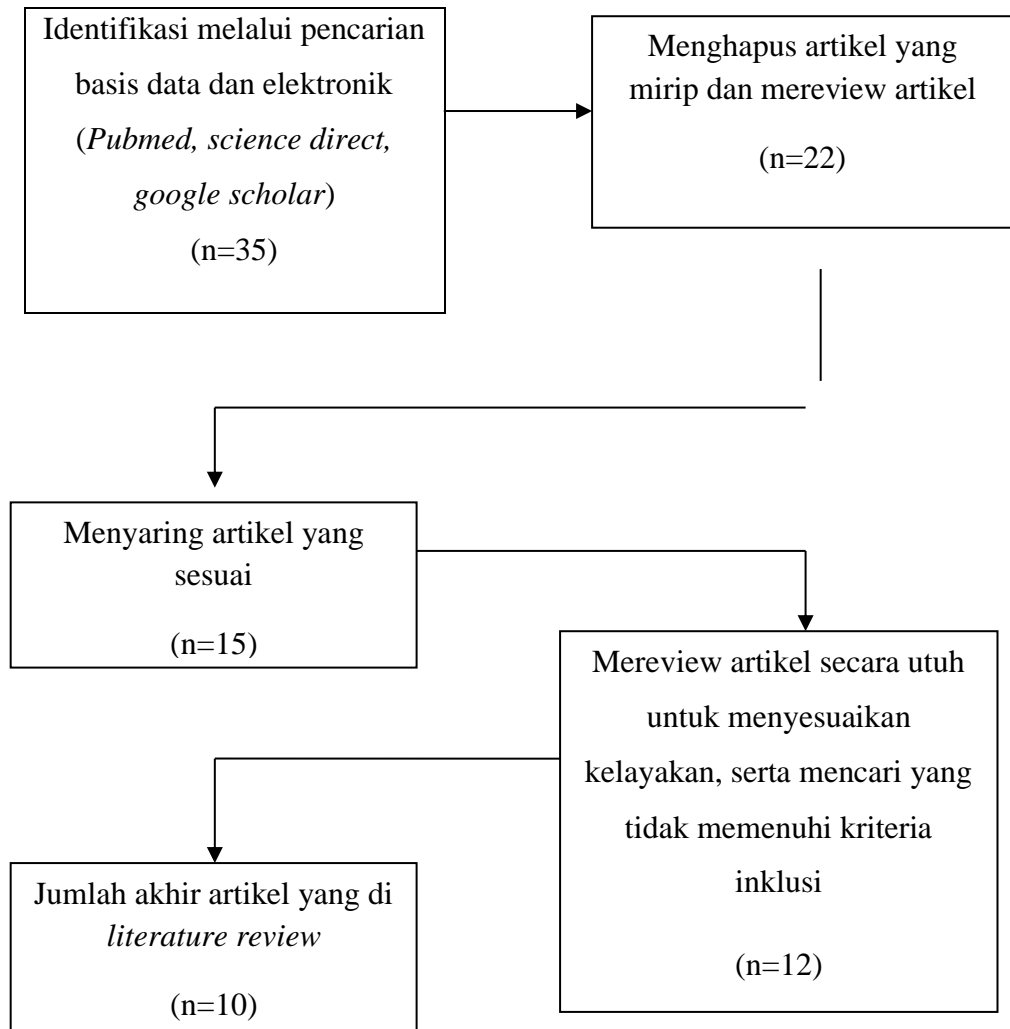 Identifikasi melalui pencarian
basis data dan elektronik
(Pubmed, science direct,
google scholar)
(n=35)
Menghapus artikel yang
mirip dan mereview artikel
(n=22)
Menyaring artikel yang
sesuai
(n=15)
Mereview artikel secara utuh
untuk menyesuaikan
kelayakan, serta mencari yang
tidak memenuhi kriteria
inklusi
(n=12)
Jumlah akhir artikel yang di
literature review
(n=10)